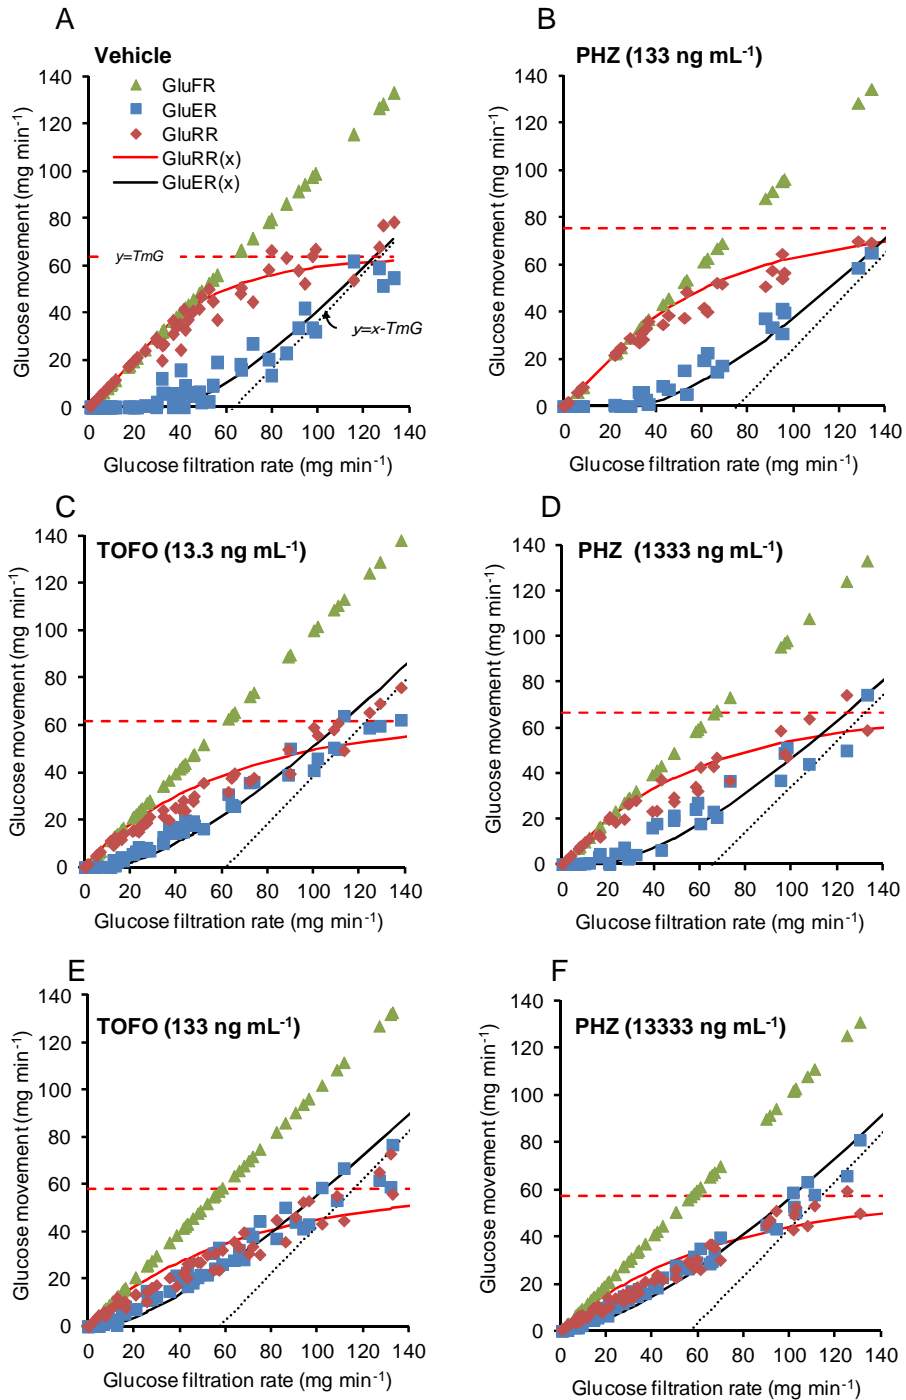 A
Vehicle
GluFR
GluER
GluRR
GluRR(x)
GluER(x)
y=TmG
y=x-TmG
Glucose movement (mg min⁻¹)
140
120
100
80
60
40
20
0
0 20 40 60 80 100 120 140
Glucose filtration rate (mg min⁻¹)
B
PHZ (133 ng mL⁻¹)
Glucose movement (mg min⁻¹)
140
120
100
80
60
40
20
0
0 20 40 60 80 100 120 140
Glucose filtration rate (mg min⁻¹)
C
TOFO (13.3 ng mL⁻¹)
Glucose movement (mg min⁻¹)
140
120
100
80
60
40
20
0
0 20 40 60 80 100 120 140
Glucose filtration rate (mg min⁻¹)
D
PHZ (1333 ng mL⁻¹)
Glucose movement (mg min⁻¹)
140
120
100
80
60
40
20
0
0 20 40 60 80 100 120 140
Glucose filtration rate (mg min⁻¹)
E
TOFO (133 ng mL⁻¹)
Glucose movement (mg min⁻¹)
140
120
100
80
60
40
20
0
0 20 40 60 80 100 120 140
Glucose filtration rate (mg min⁻¹)
F
PHZ (13333 ng mL⁻¹)
Glucose movement (mg min⁻¹)
140
120
100
80
60
40
20
0
0 20 40 60 80 100 120 140
Glucose filtration rate (mg min⁻¹)